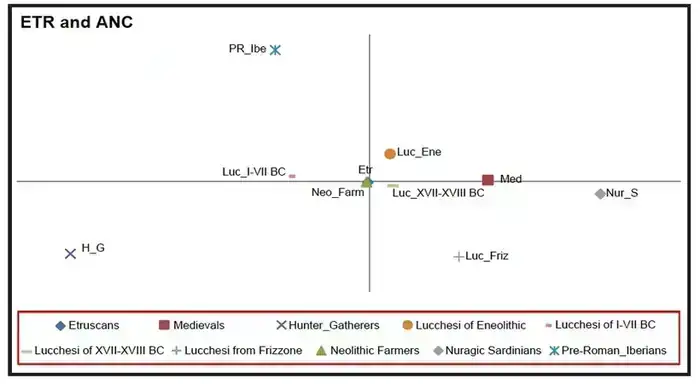 ETR and ANC
PR_Ibe
Luc_Ene
Luc_I-VII BC
Etr
Med
Neo_Farm
Luc_XVII-XVIII BC
Nur_S
H_G
Luc_Friz
Etruscans Medievals Hunter_Gatherers Lucchesi of Eneolithic Lucchesi of I-VII BC
Lucchesi of XVII-XVIII BC Lucchesi from Frizzone Neolithic Farmers Nuragic Sardinians Pre-Roman_Iberians